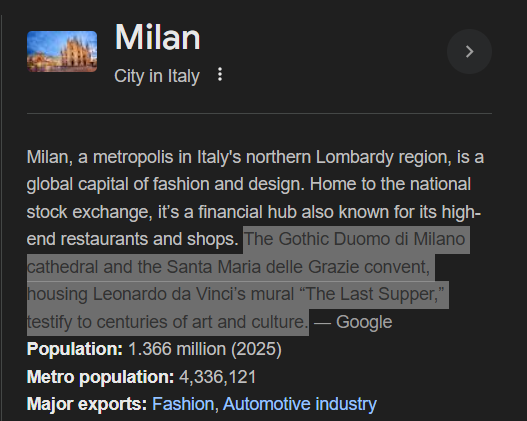 Milan
City in Italy
Milan, a metropolis in Italy's northern Lombardy region, is a
global capital of fashion and design. Home to the national
stock exchange, it’s a financial hub also known for its high-
end restaurants and shops. The Gothic Duomo di Milano
cathedral and the Santa Maria delle Grazie convent,
housing Leonardo da Vinci’s mural “The Last Supper,”
testify to centuries of art and culture. — Google
Population: 1.366 million (2025)
Metro population: 4,336,121
Major exports: Fashion, Automotive industry